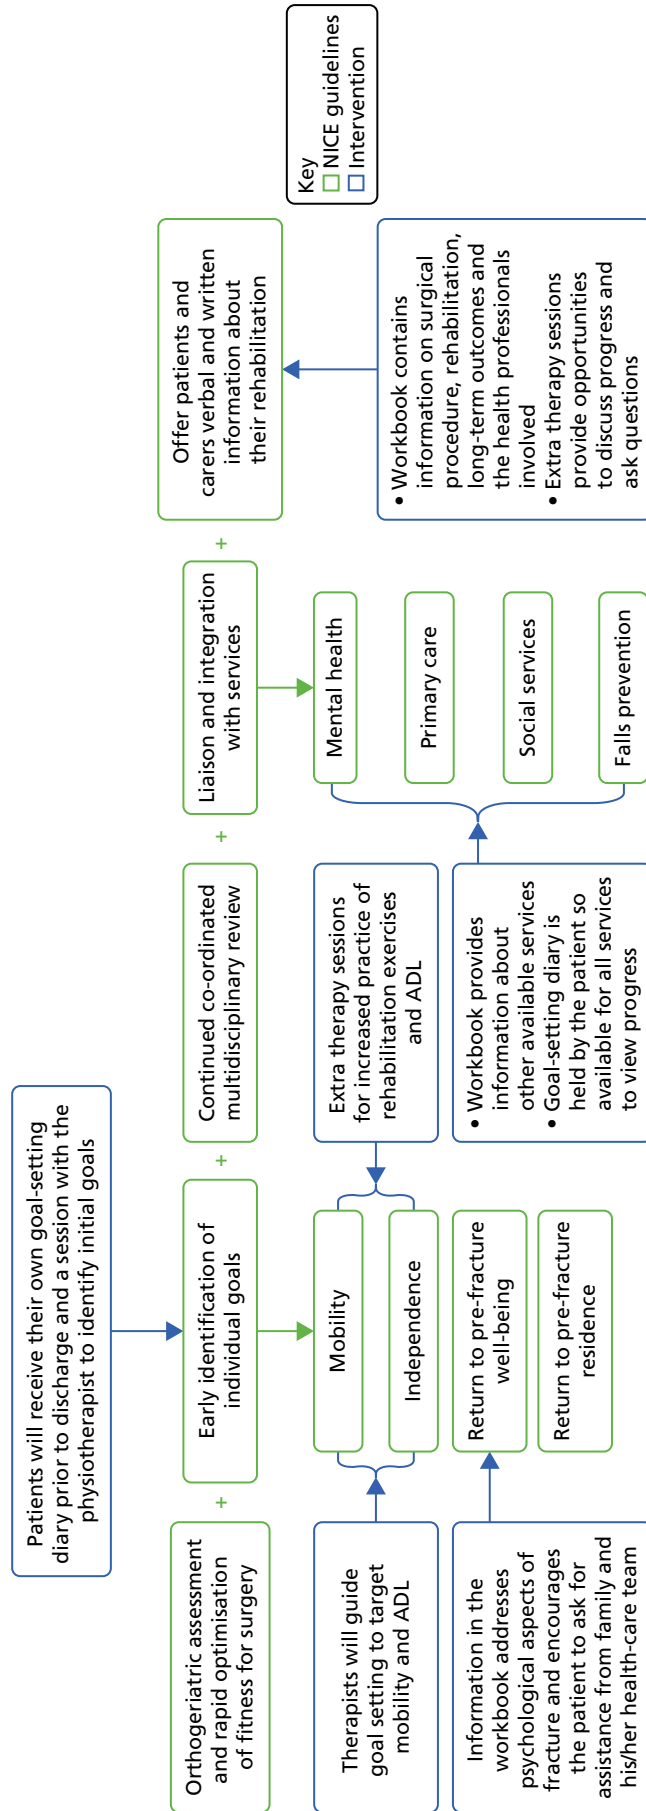 Patients will receive their own goal-setting
diary prior to discharge and a session with the
physiotherapist to identify initial goals
Orthogeriatric assessment
and rapid optimisation
of fitness for surgery
+
Early identification of
individual goals
+
Continued co-ordinated
multidisciplinary review
+
Liaison and integration
with services
+
Offer patients and
carers verbal and written
information about
their rehabilitation
Therapists will guide
goal setting to target
mobility and ADL
Mobility
Independence
Extra therapy sessions
for increased practice of
rehabilitation exercises
and ADL
Information in the
workbook addresses
psychological aspects of
fracture and encourages
the patient to ask for
assistance from family and
his/her health-care team
Return to pre-fracture
well-being
Return to pre-fracture
residence
• Workbook provides
information about
other available services
• Goal-setting diary is
held by the patient so
available for all services
to view progress
Mental health
Primary care
Social services
Falls prevention
• Workbook contains
information on surgical
procedure, rehabilitation,
long-term outcomes and
the health professionals
involved
• Extra therapy sessions
provide opportunities
to discuss progress and
ask questions
Key
NICE guidelines
Intervention